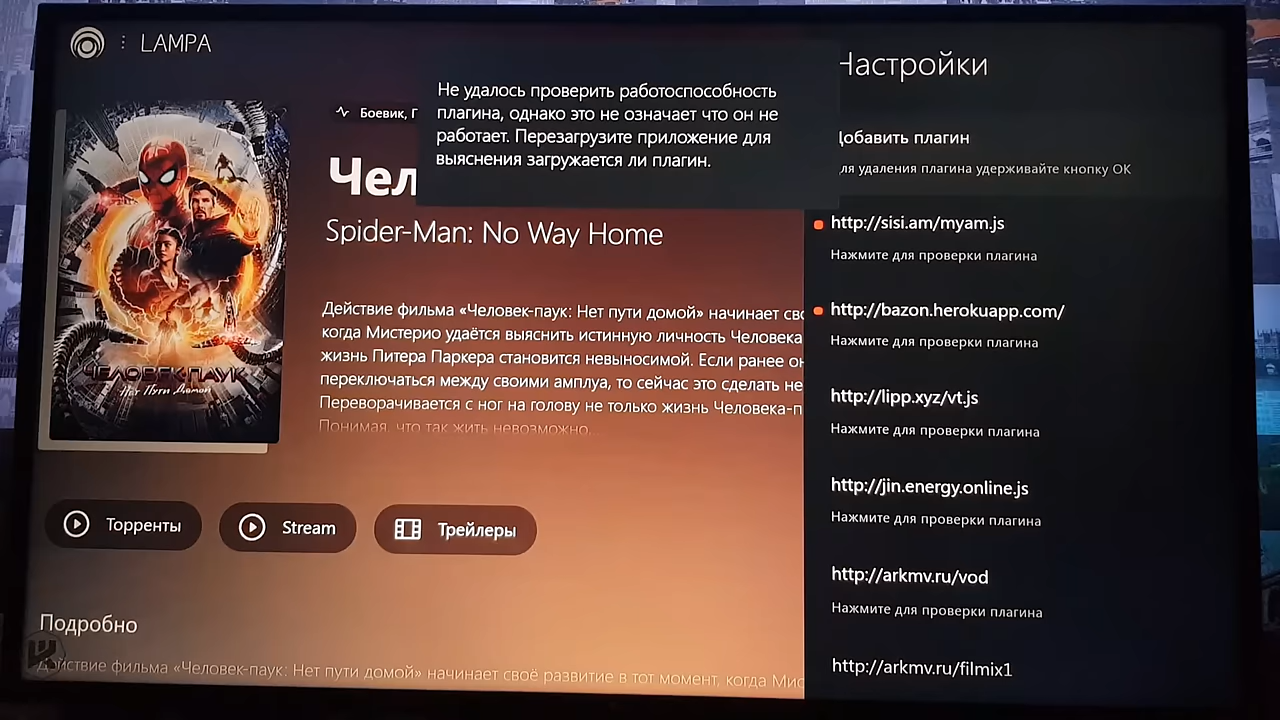 LAMPA
Не удалось проверить работоспособность
плагина, однако это не означает что он не
работает. Перезагрузите приложение для
выяснения загружается ли плагин.
Боевик,
Чел
Spider-Man: No Way Home
Действие фильма «Человек-паук: Нет пути домой» начинает
когда Мистерио удаётся выяснить истинную личность Человека
жизнь Питера Паркера становится невыносимой. Если ранее он
переключаться между своими амплуа, то сейчас это сделать не
Переворачивается с ног на голову не только жизнь Человека-п
Понимая, что так жить невозможно...
ЧЕЛОВЕК ПАУК
Нет Пути Домой
Торренты
Stream
Трейлеры
Подробно
Действие фильма «Человек-паук: Нет пути домой» начинает своё развитие в тот момент, когда Мис
Настройки
Добавить плагин
для удаления плагина удерживайте кнопку ОК
http://sisi.am/myam.js
Нажмите для проверки плагина
http://bazon.herokuapp.com/
Нажмите для проверки плагина
http://lipp.xyz/vt.js
Нажмите для проверки плагина
http://jin.energy.online.js
Нажмите для проверки плагина
http://arkmv.ru/vod
Нажмите для проверки плагина
http://arkmv.ru/filmix1